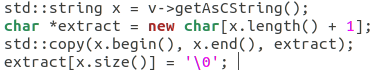 std::string x = v->getAsCString();
char *extract = new char[x.length() + 1];
std::copy(x.begin(), x.end(), extract);
extract[x.size()] = '\0';